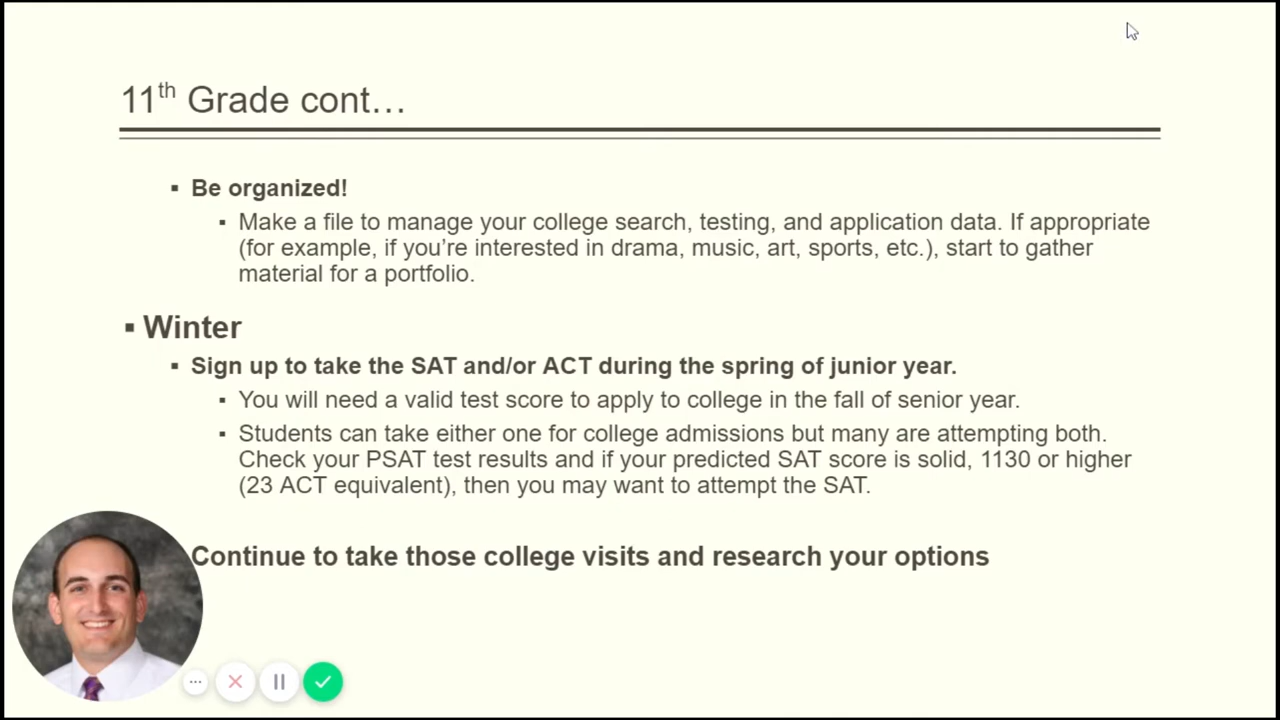 11th Grade cont…
▪ Be organized!
▪ Make a file to manage your college search, testing, and application data. If appropriate
(for example, if you’re interested in drama, music, art, sports, etc.), start to gather
material for a portfolio.
▪ Winter
▪ Sign up to take the SAT and/or ACT during the spring of junior year.
▪ You will need a valid test score to apply to college in the fall of senior year.
▪ Students can take either one for college admissions but many are attempting both.
Check your PSAT test results and if your predicted SAT score is solid, 1130 or higher
(23 ACT equivalent), then you may want to attempt the SAT.
Continue to take those college visits and research your options